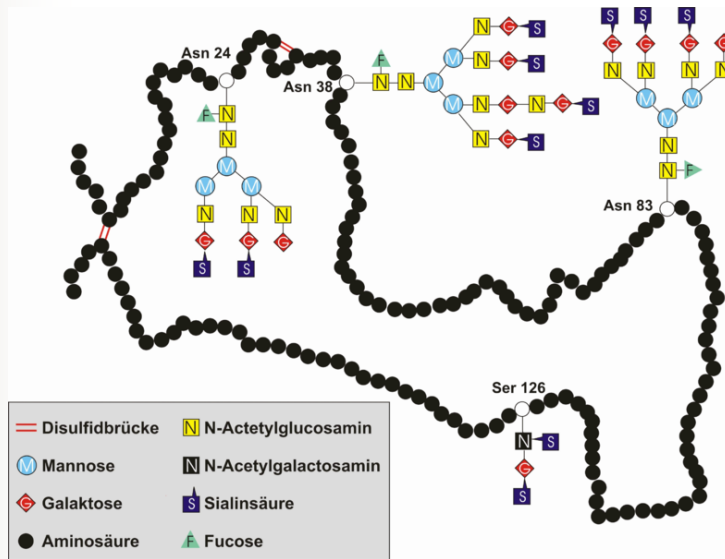 Asn 24
F N
N
M
M M
N N N
G G G
S S
Asn 38
N G S
F M N G S
N N M
M N G N G S
N G S
S S S
G G G G
N N N N
M M
M
N
N F
Asn 83
Ser 126
N S
G
S
Disulfidbrücke
N N-Actetylglucosamin
M Mannose
N N-Acetylgalactosamin
G Galaktose
S Sialinsäure
Aminosäure
F Fucose